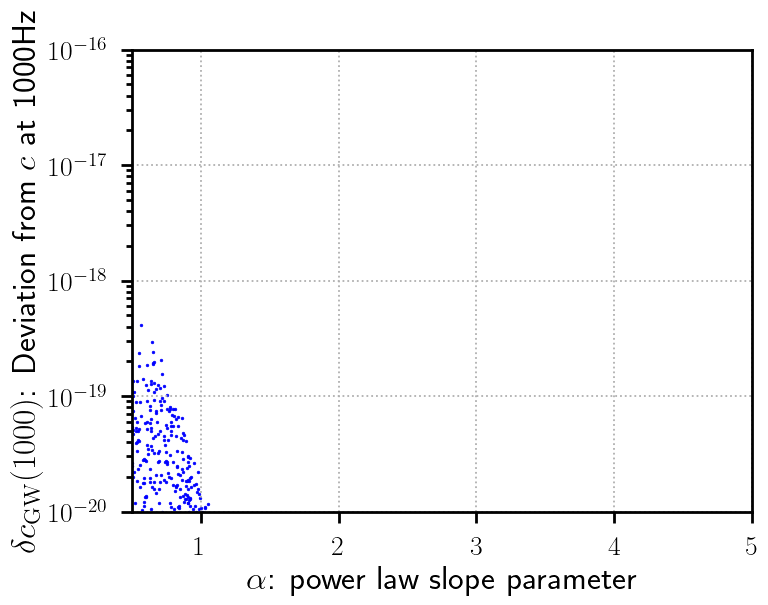 δc_GW(1000): Deviation from c at 1000Hz
10^−16
10^−17
10^−18
10^−19
10^−20
1 2 3 4 5
α: power law slope parameter